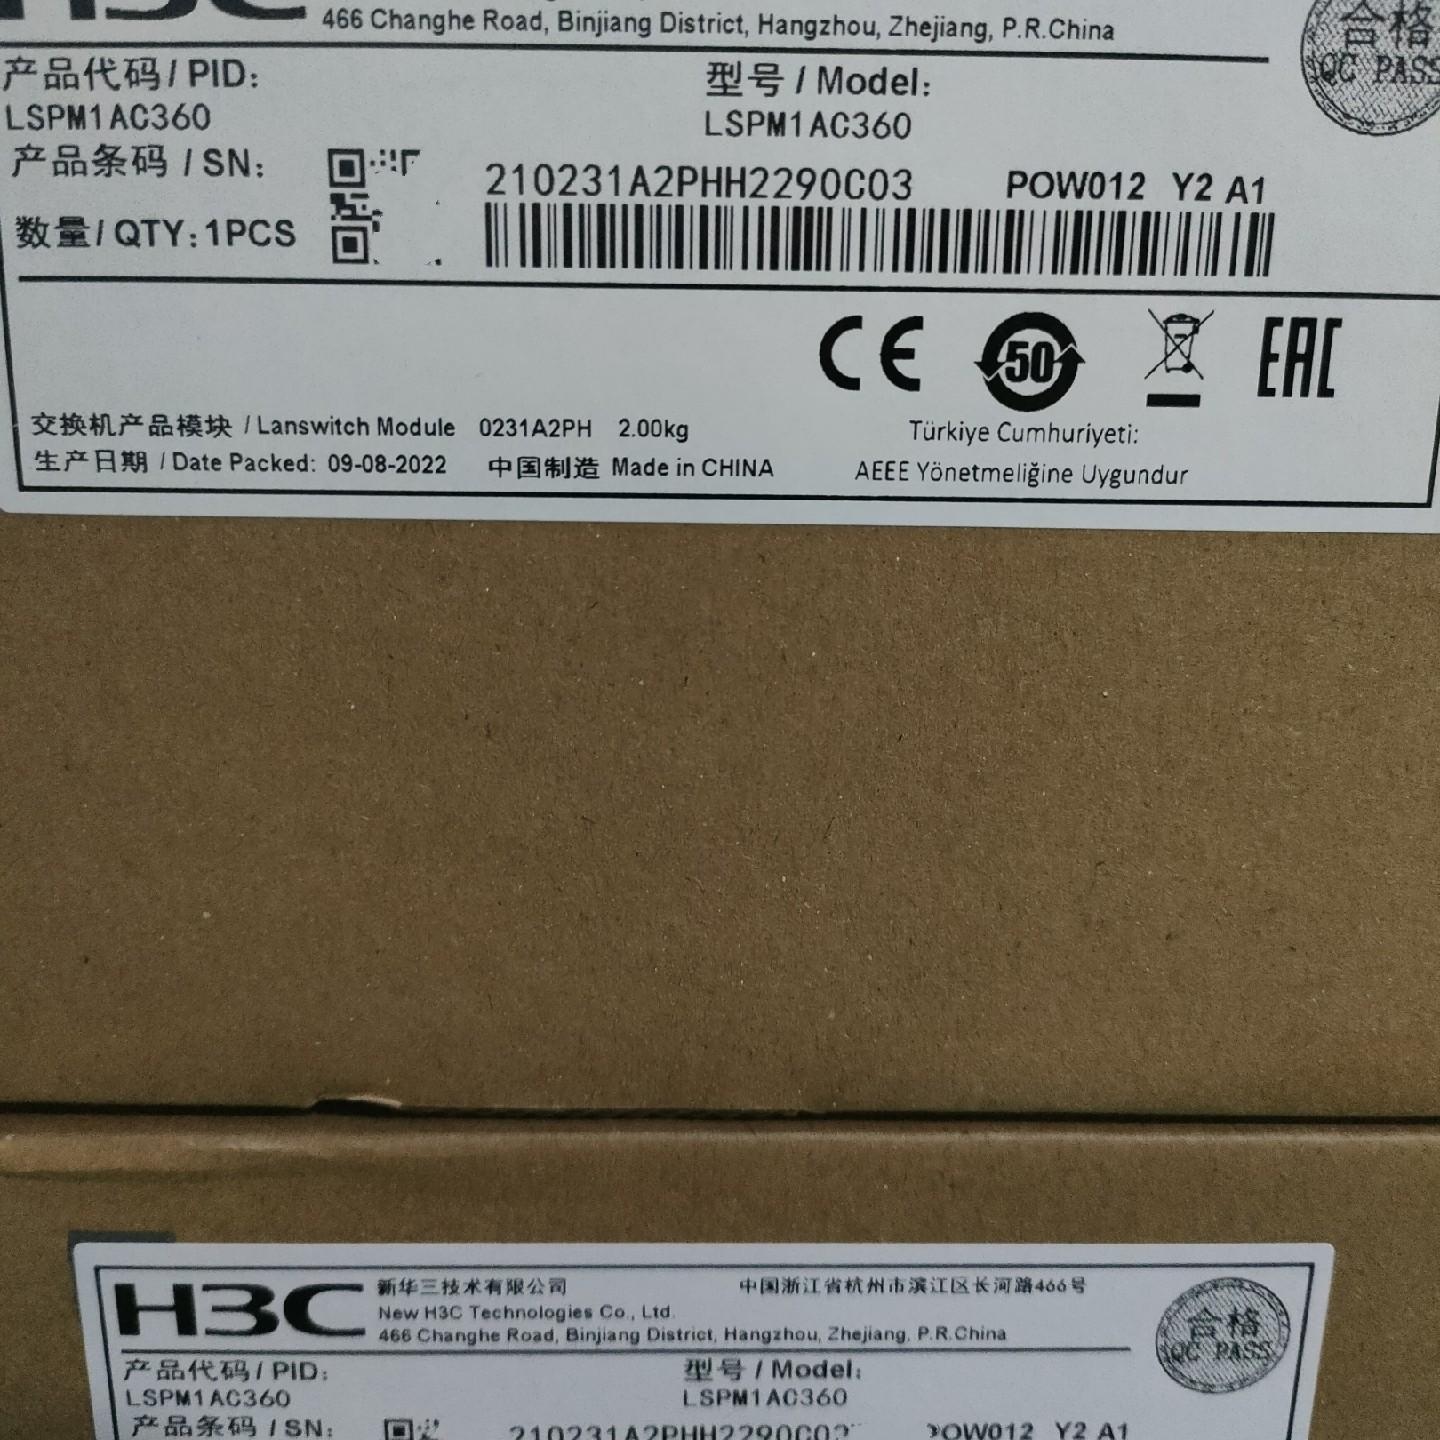 H3C
466 Changhe Road, Binjiang District, Hangzhou, Zhejiang, P.R.China
合格
QC PASS
产品代码 / PID:
LSPM1AC360
型号 / Model:
LSPM1AC360
产品条码 / SN:
210231A2PHH2290C03
POW012 Y2 A1
数量 / QTY: 1PCS
CE
50
EAC
交换机产品模块 / Lanswitch Module 0231A2PH 2.00kg
生产日期 / Date Packed: 09-08-2022 中国制造 Made in CHINA
Türkiye Cumhuriyeti:
AEEE Yönetmeliğine Uygundur
H3C
新华三技术有限公司
中国浙江省杭州市滨江区长河路466号
New H3C Technologies Co., Ltd.
466 Changhe Road, Binjiang District, Hangzhou, Zhejiang, P.R.China
合格
QC PASS
产品代码 / PID:
LSPM1AC360
型号 / Model:
LSPM1AC360
产品条码 / SN:
Y2 A1